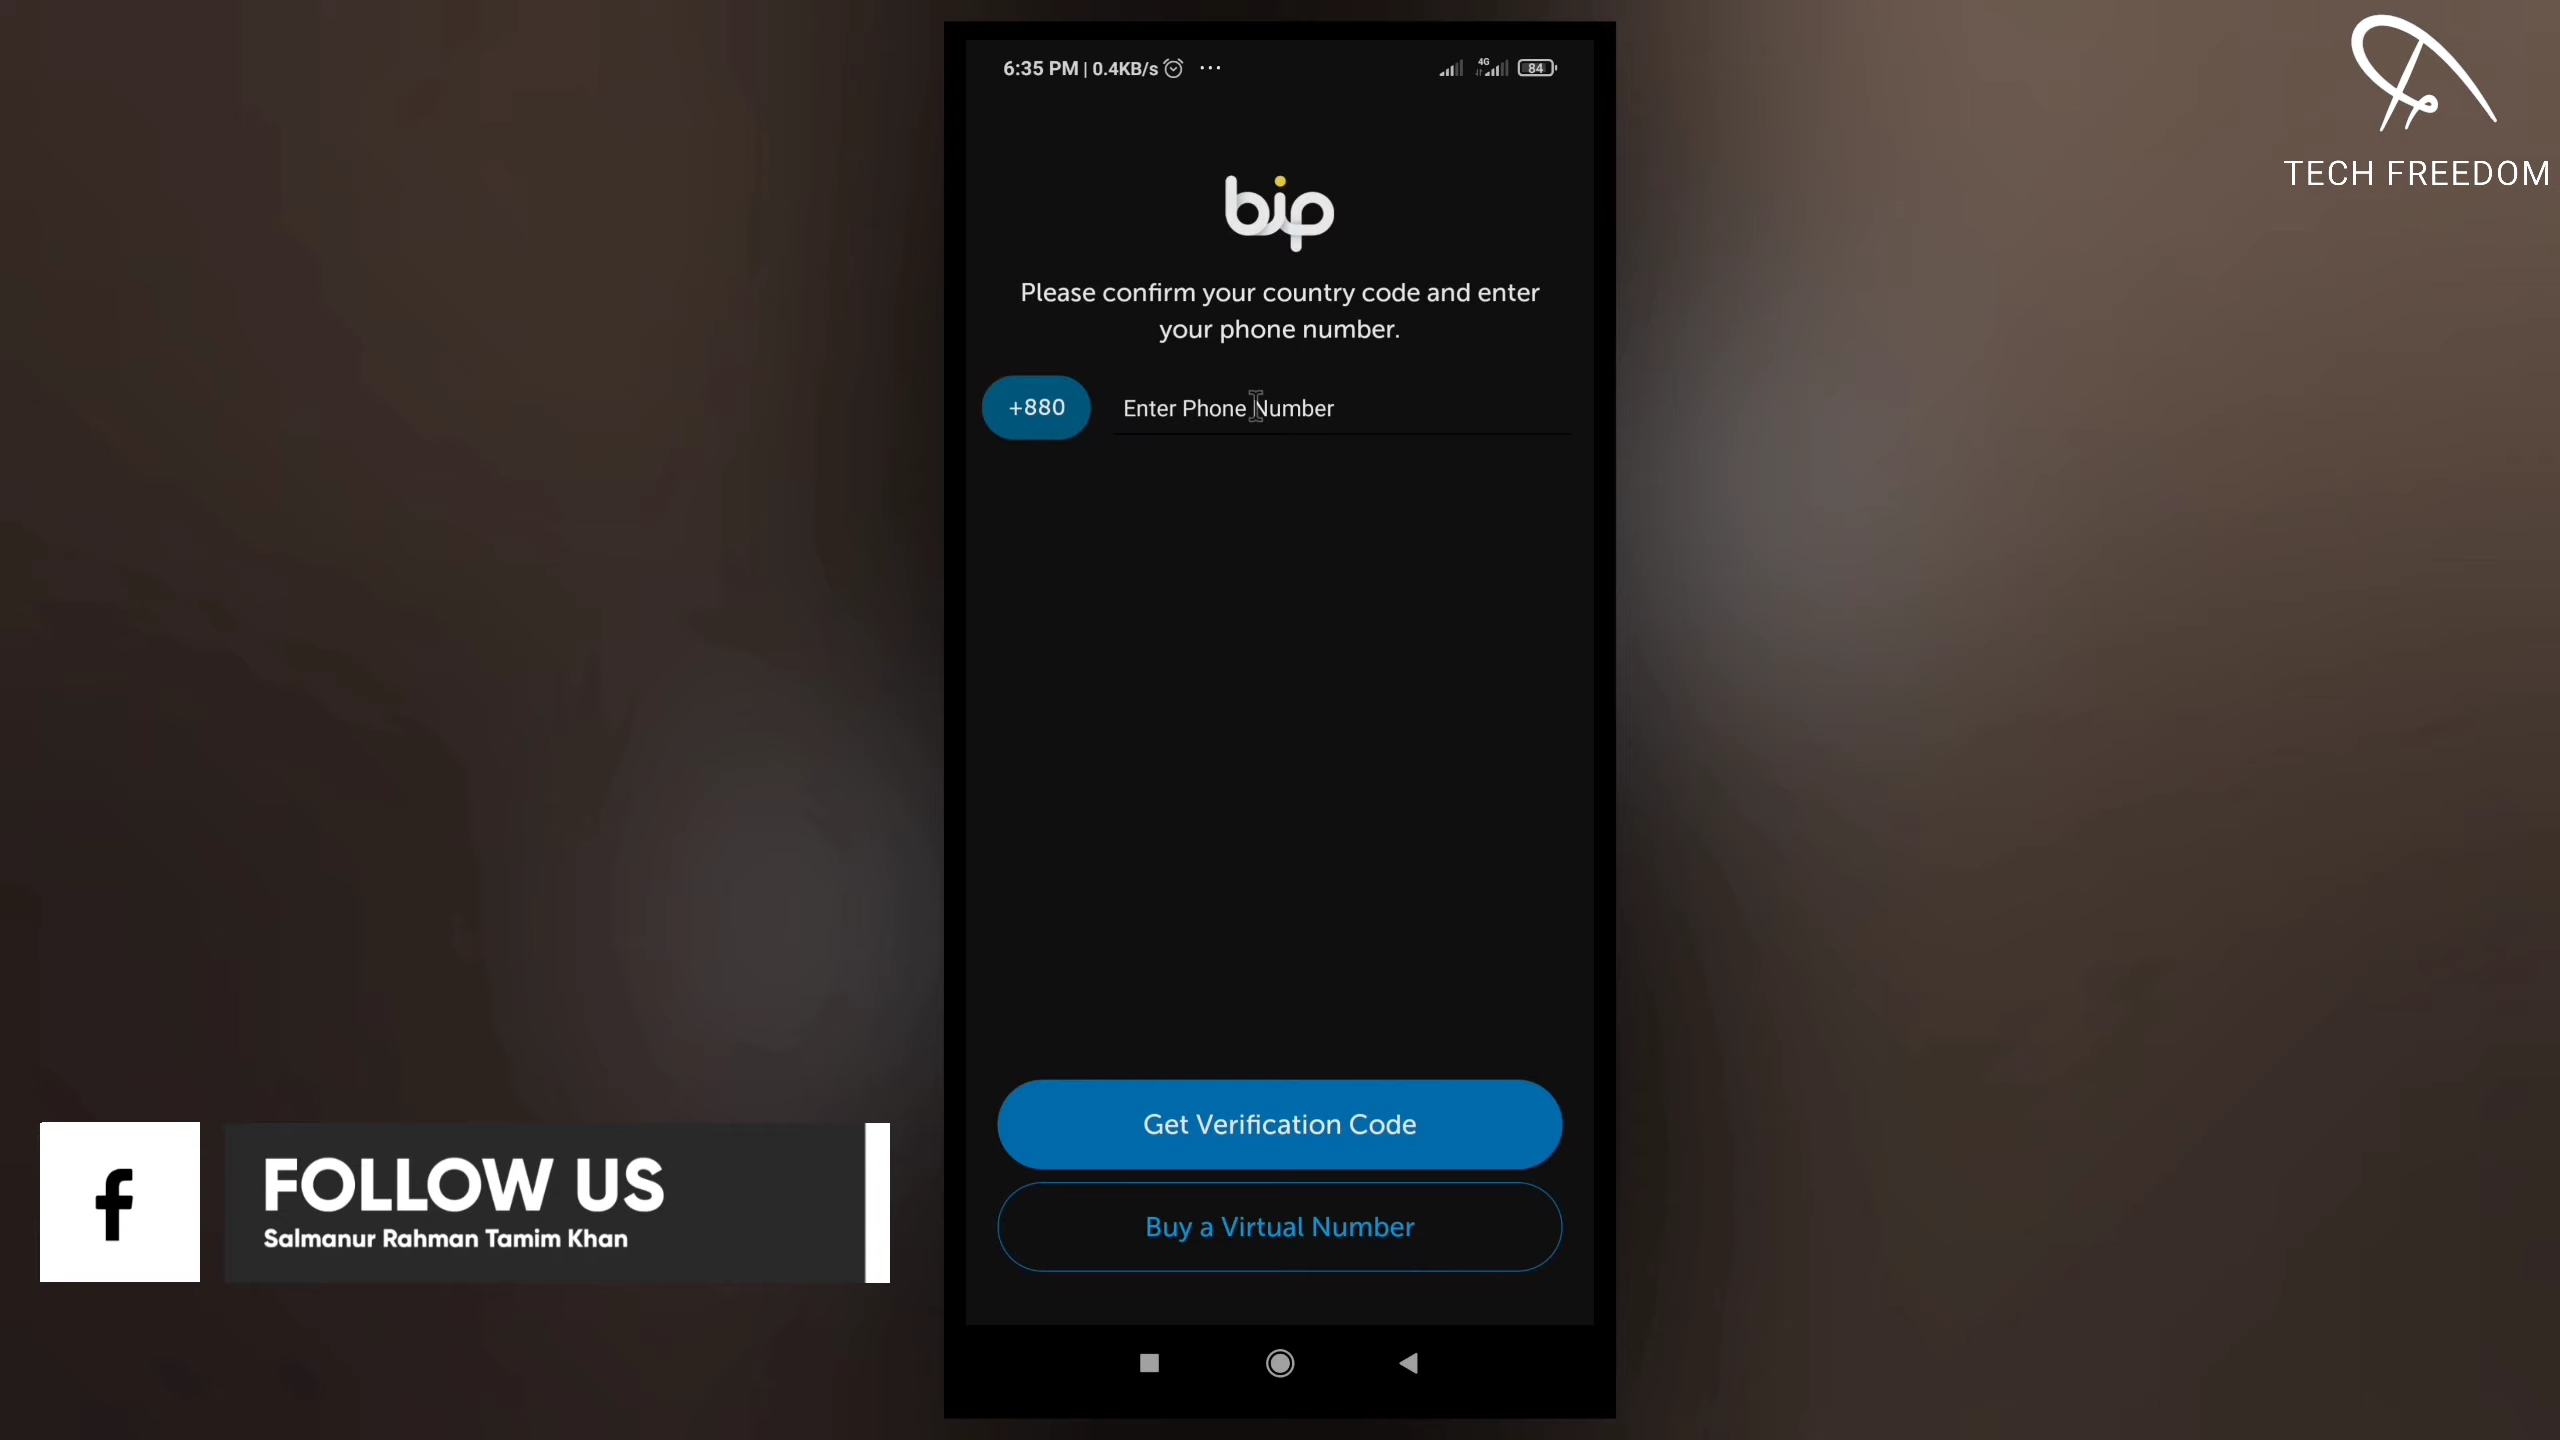 6:35 PM | 0.4KB/s
4G
84
TECH FREEDOM
bip
Please confirm your country code and enter
your phone number.
+880
Enter Phone Number
Get Verification Code
Buy a Virtual Number
f
FOLLOW US
Salmanur Rahman Tamim Khan